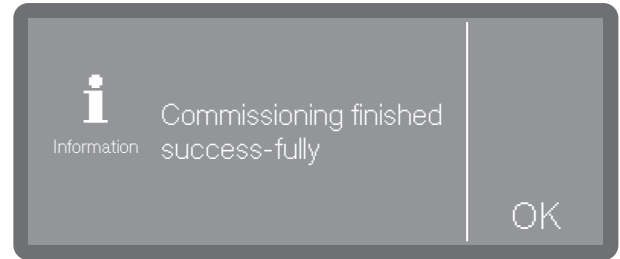 Information
Commissioning finished
success-fully
OK